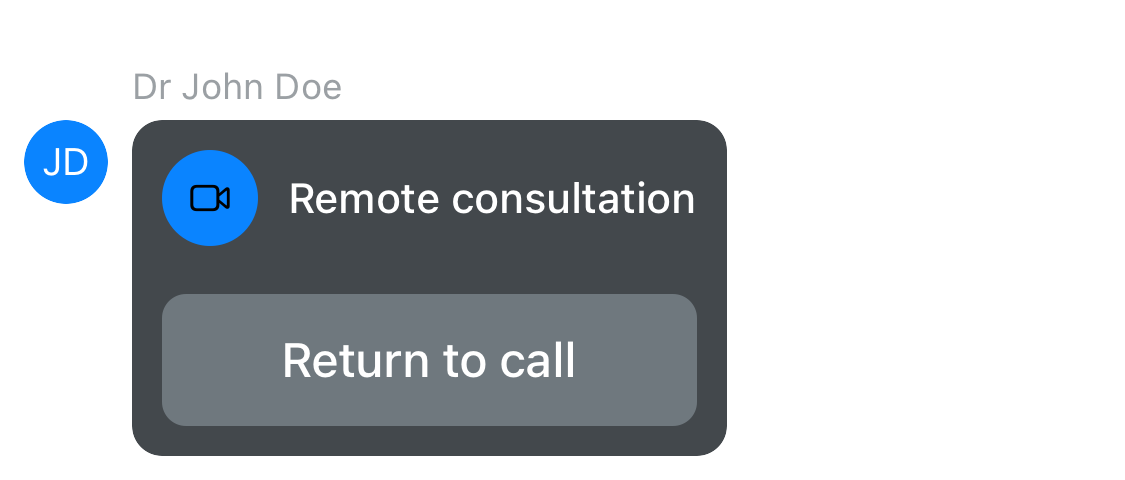 Dr John Doe
JD
Remote consultation
Return to call